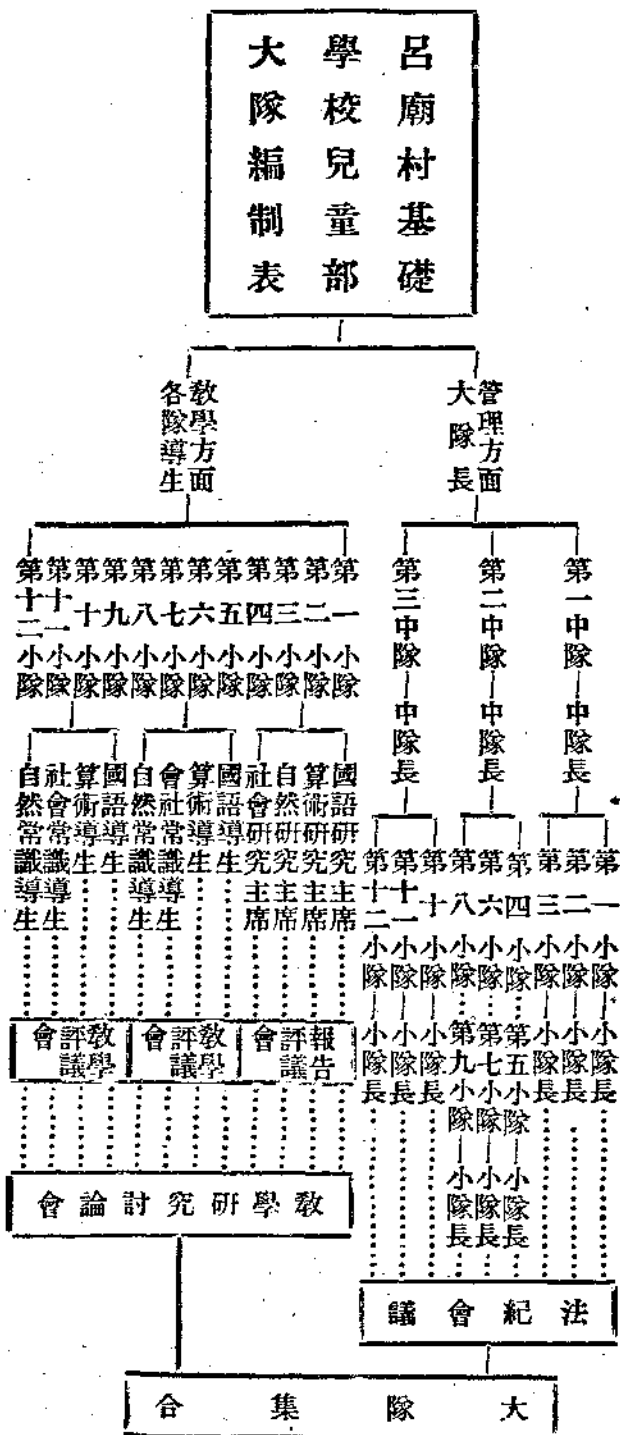 呂廟村基礎
學校兒童部
大隊編制表
管理方面
大隊長
教學方面
各隊導生
第一中隊
中隊長
第二中隊
中隊長
第三中隊
中隊長
第一小隊
小隊長
第二小隊
小隊長
第三小隊
小隊長
第四小隊
第五小隊
小隊長
第六小隊
第七小隊
小隊長
第八小隊
第九小隊
小隊長
第十小隊
小隊長
第十一小隊
小隊長
第十二小隊
小隊長
法紀會議
第一小隊
第二小隊
第三小隊
第四小隊
第五小隊
第六小隊
第七小隊
第八小隊
第九小隊
第十小隊
第十一小隊
第十二小隊
國語研究主席
算術研究主席
自然研究主席
社會研究主席
國語導生
算術導生
會社常識導生
自然常識導生
國語導生
算術導生
社會常識導生
自然常識導生
報告
評議
會
教學
評議
會
教學
評議
會
教學研究討論會
大隊集合